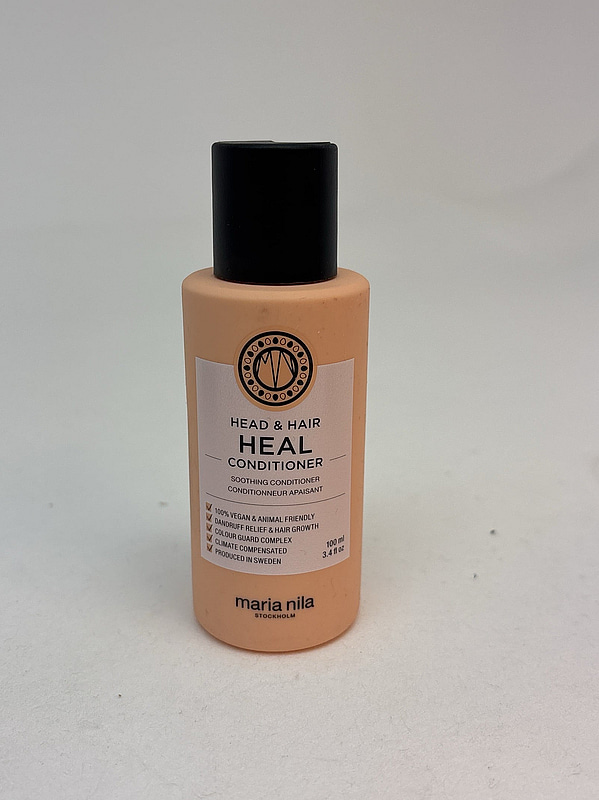 MN
HEAD & HAIR
HEAL
CONDITIONER
SOOTHING CONDITIONER
CONDITIONNEUR APAISANT
100% VEGAN & ANIMAL FRIENDLY
DANDRUFF RELIEF & HAIR GROWTH
COLOUR GUARD COMPLEX
CLIMATE COMPENSATED
PRODUCED IN SWEDEN
100 ml
3.4 fl oz
maria nila
STOCKHOLM